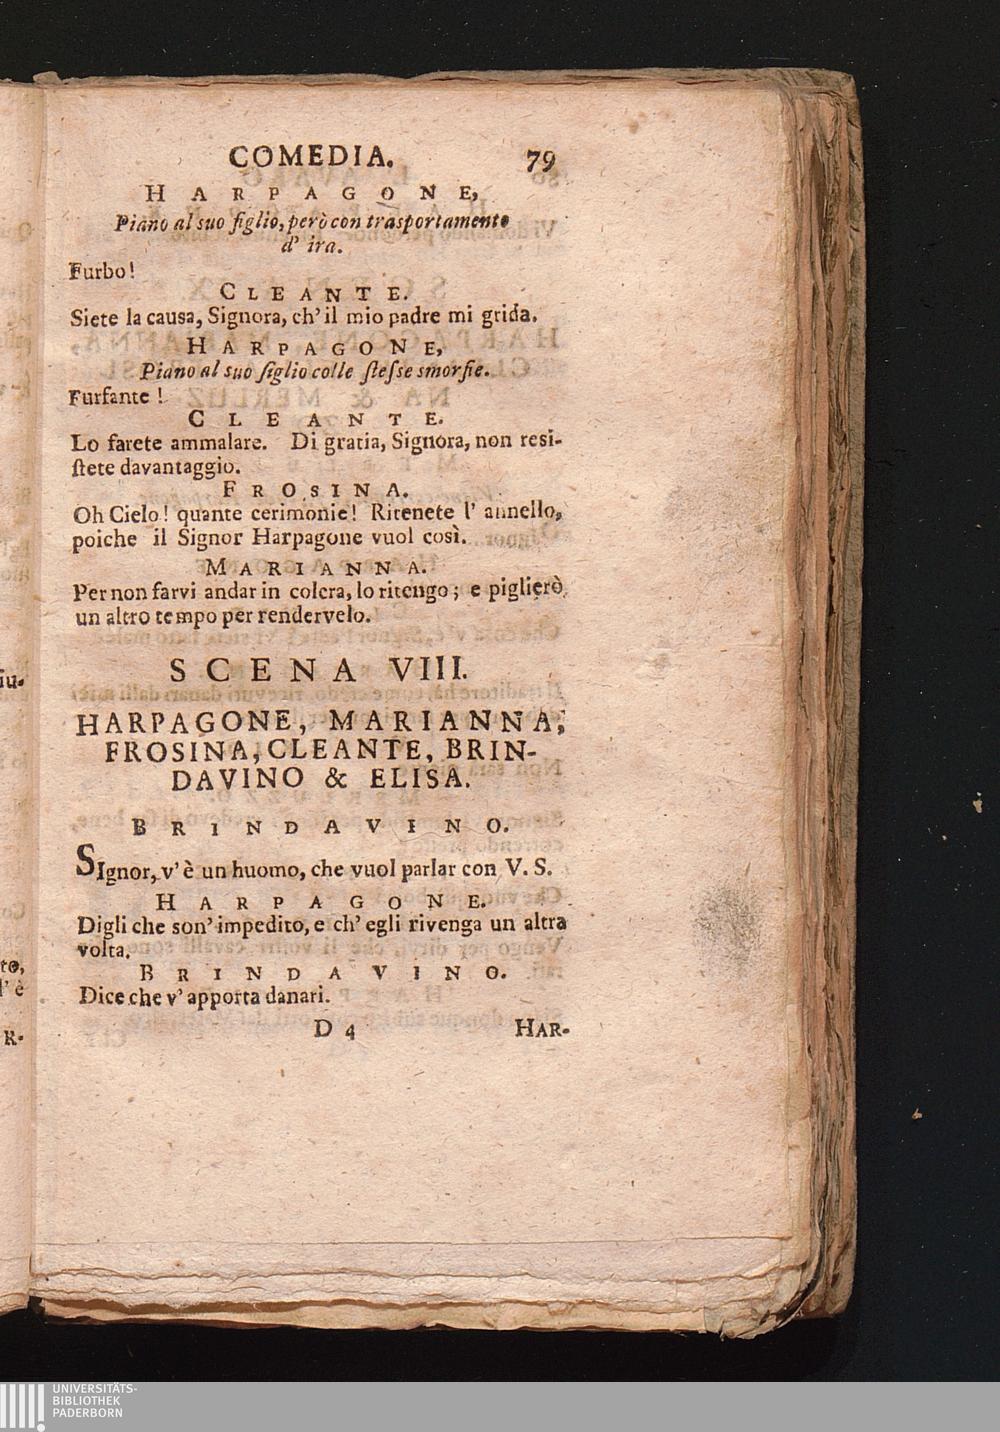 COMEDIA. 79
HARPAGONE,
Piano al suo figlio, però con trasportamento
d' ira.
Furbo!
CLEANTE.
Siete la causa, Signora, ch' il mio padre mi grida.
HARPAGONE,
Piano al suo figlio colle ſteſse smorfie.
Furfante!
CLEANTE.
Lo farete ammalare. Di gratia, Signora, non resi-
ſtete davantaggio.
FROSINA.
Oh Cielo! quante cerimonie! Ritenete l' annello,
poiche il Signor Harpagone vuol così.
MARIANNA.
Per non farvi andar in colera, lo ritengo; e piglierò
un altro tempo per rendervelo.
SCENA VIII.
HARPAGONE, MARIANNA,
FROSINA, CLEANTE, BRIN-
DAVINO & ELISA.
BRINDAVINO.
SIgnor, v' è un huomo, che vuol parlar con V. S.
HARPAGONE.
Digli che son' impedito, e ch' egli rivenga un altra
volta.
BRINDAVINO.
Dice che v' apporta danari.
D 4 HAR-
iu-
to,
l' è
R-
UNIVERSITÄTS-
BIBLIOTHEK
PADERBORN